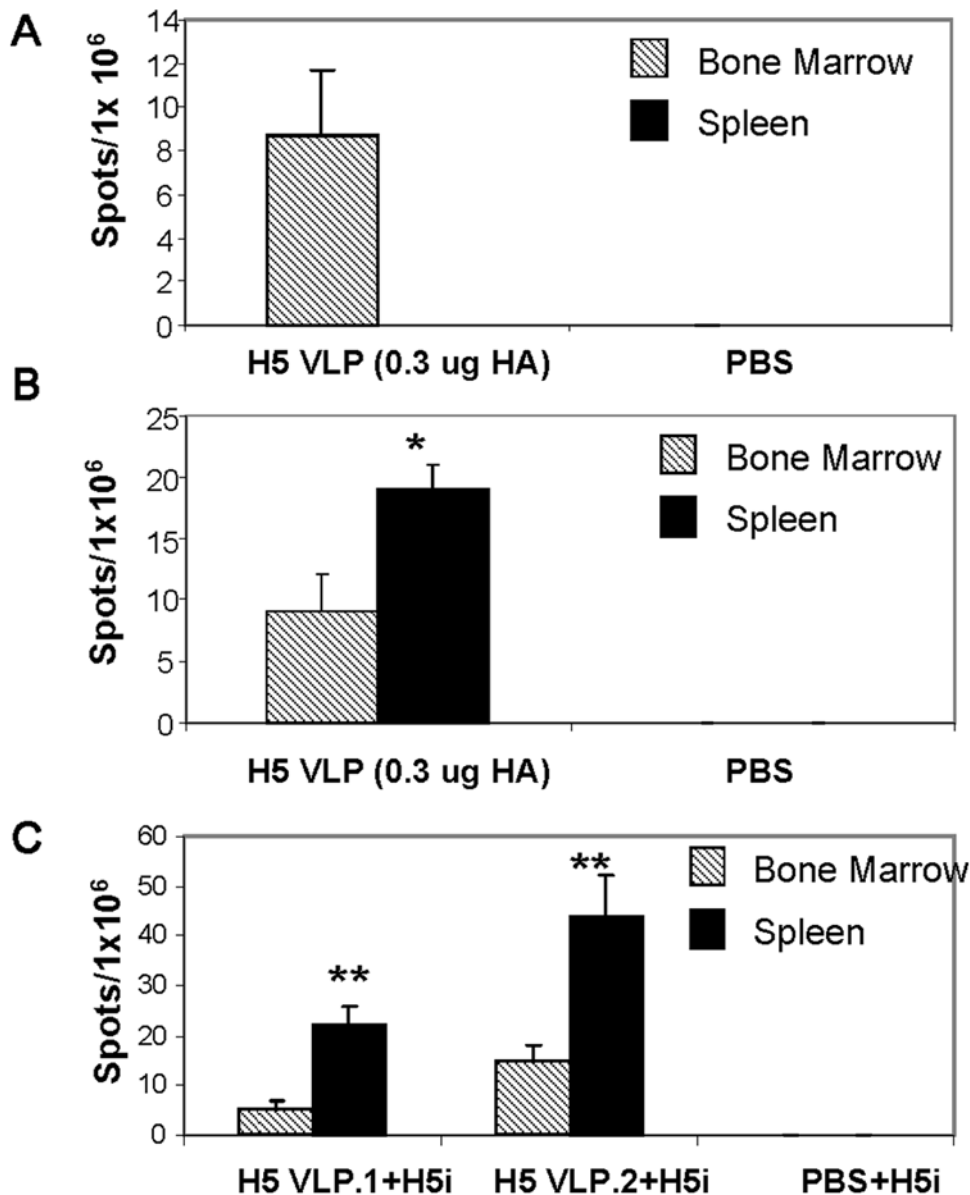 A
Spots/1x 10⁶
14
12
10
8
6
4
2
0
Bone Marrow
Spleen
H5 VLP (0.3 ug HA)
PBS
B
Spots/1x10⁶
25
20
15
10
5
0
*
Bone Marrow
Spleen
H5 VLP (0.3 ug HA)
PBS
C
Spots/1x10⁶
60
50
40
30
20
10
0
**
**
Bone Marrow
Spleen
H5 VLP.1+H5i
H5 VLP.2+H5i
PBS+H5i